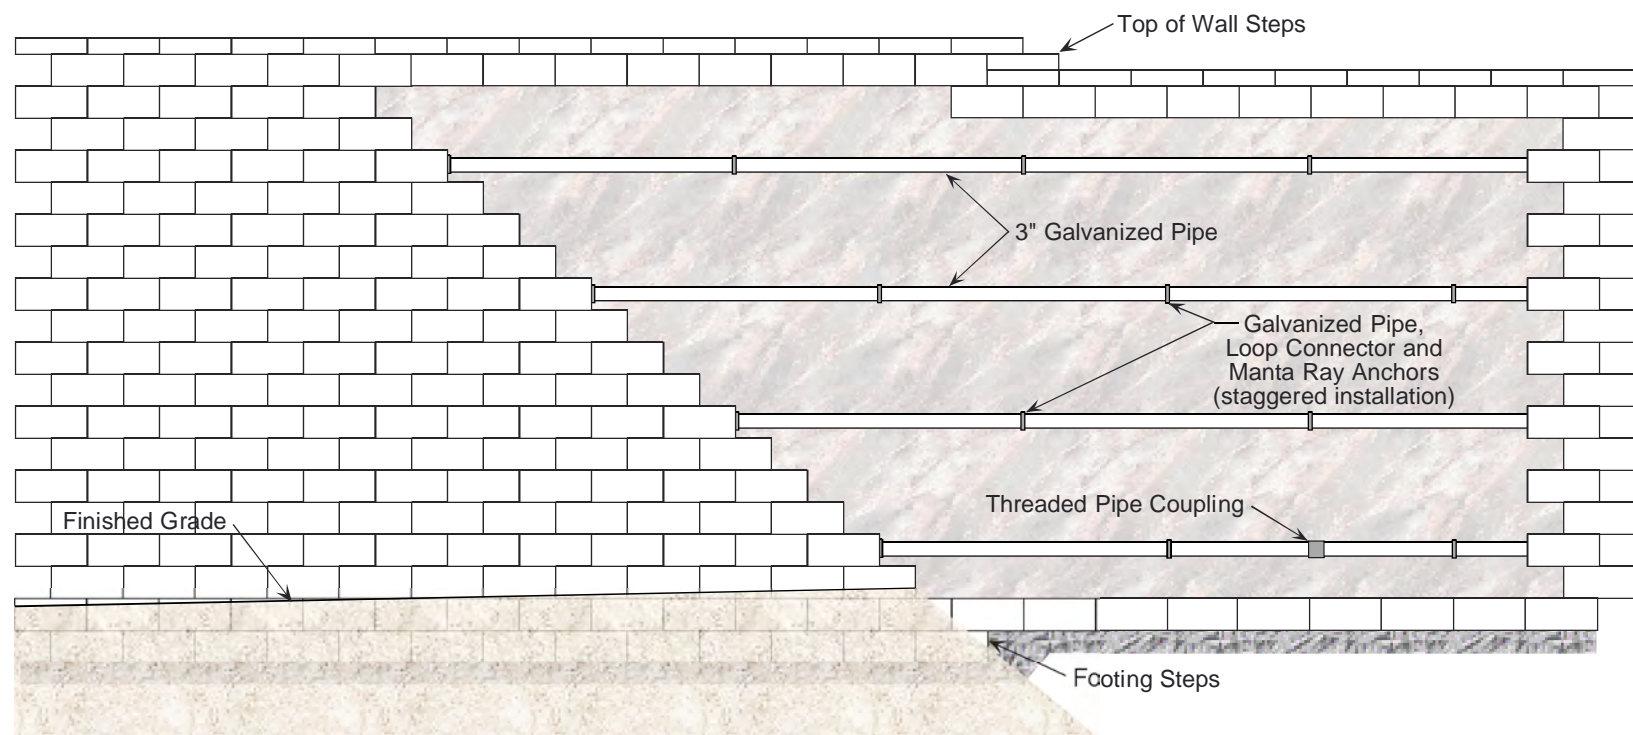 Top of Wall Steps
3" Galvanized Pipe
Galvanized Pipe,
Loop Connector and
Manta Ray Anchors
(staggered installation)
Threaded Pipe Coupling
Finished Grade
Footing Steps